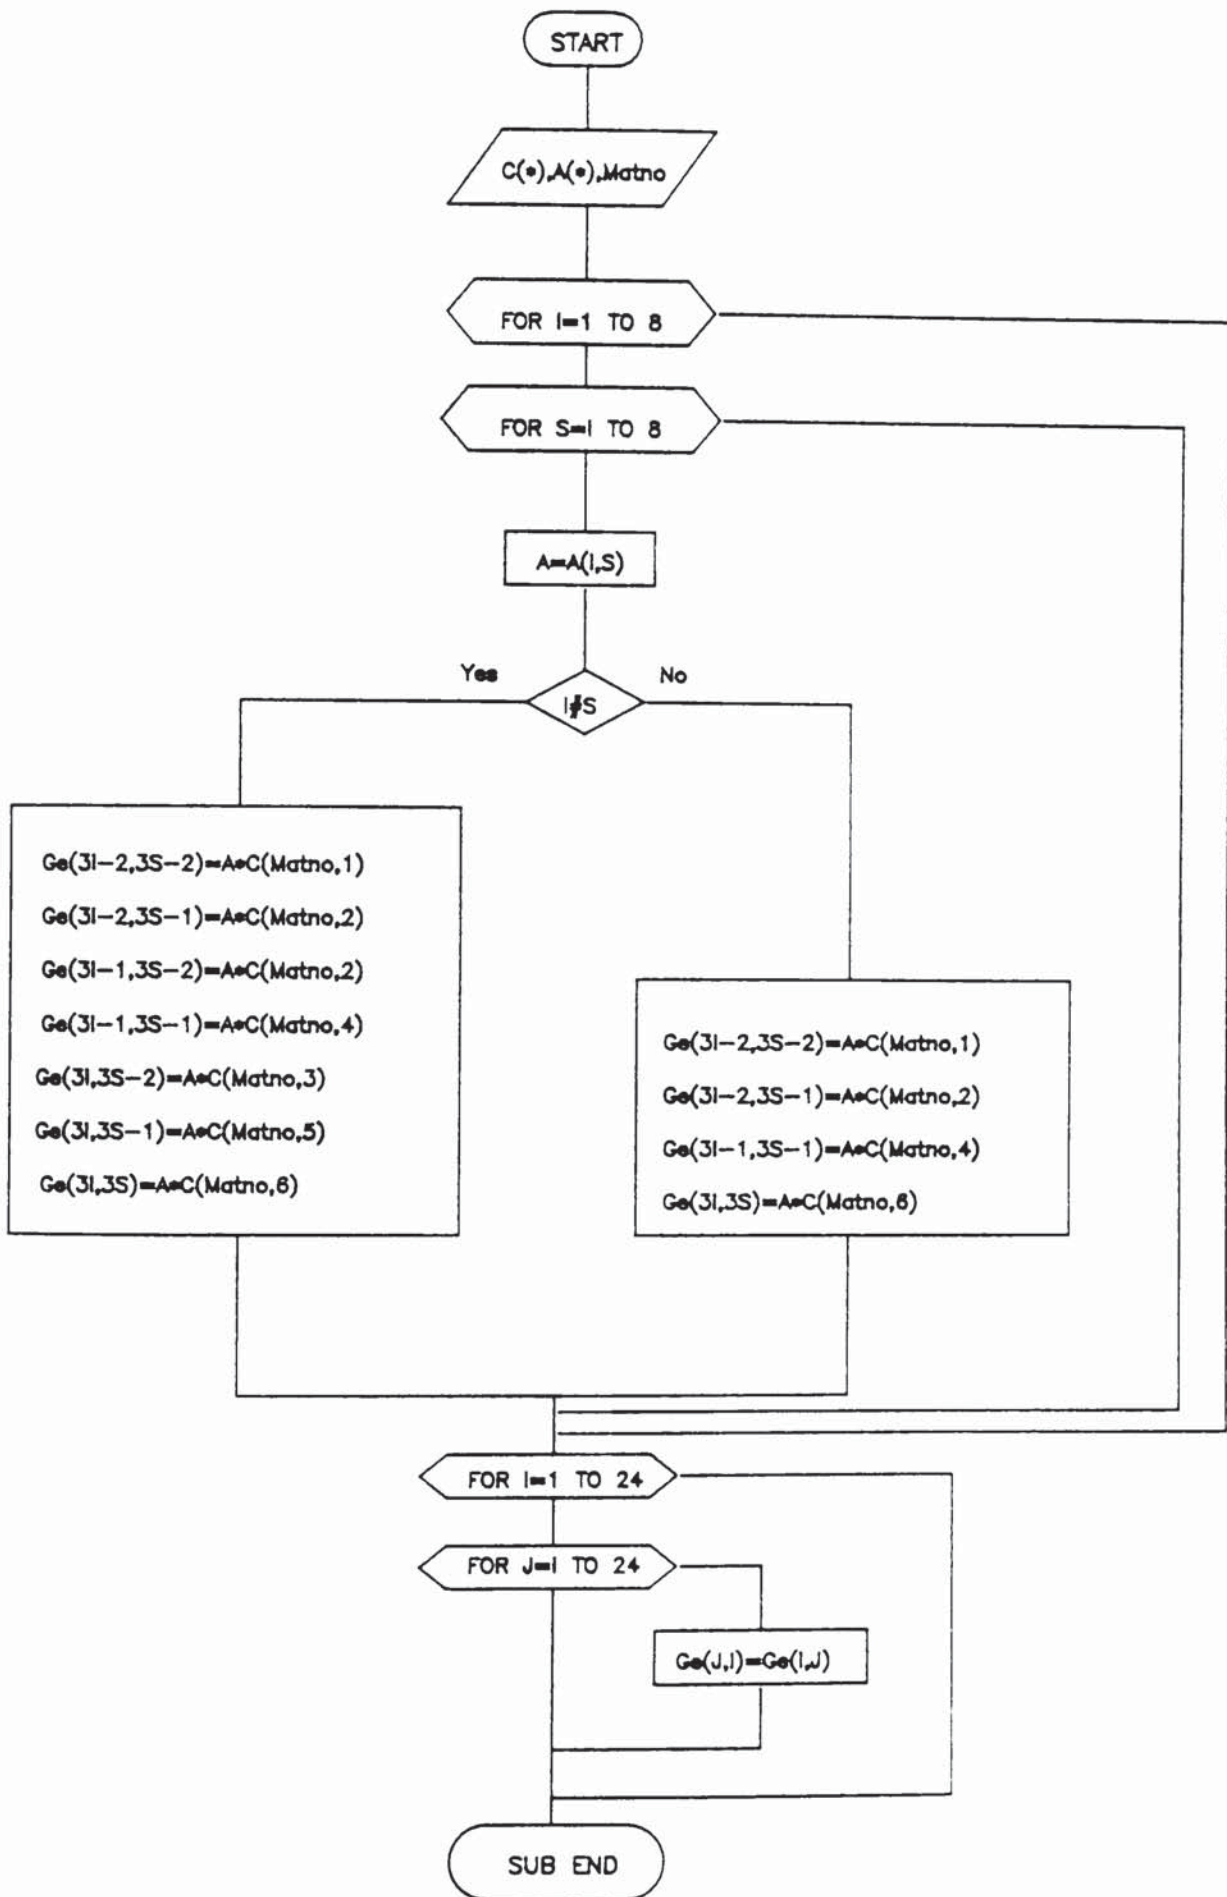 START
C(*),A(*),Matno
FOR I=1 TO 8
FOR S=I TO 8
A=A(I,S)
Yes
No
I≠S
Ge(3I-2,3S-2)=A*C(Matno,1)
Ge(3I-2,3S-1)=A*C(Matno,2)
Ge(3I-1,3S-2)=A*C(Matno,2)
Ge(3I-1,3S-1)=A*C(Matno,4)
Ge(3I,3S-2)=A*C(Matno,3)
Ge(3I,3S-1)=A*C(Matno,5)
Ge(3I,3S)=A*C(Matno,6)
Ge(3I-2,3S-2)=A*C(Matno,1)
Ge(3I-2,3S-1)=A*C(Matno,2)
Ge(3I-1,3S-1)=A*C(Matno,4)
Ge(3I,3S)=A*C(Matno,6)
FOR I=1 TO 24
FOR J=I TO 24
Ge(J,I)=Ge(I,J)
SUB END